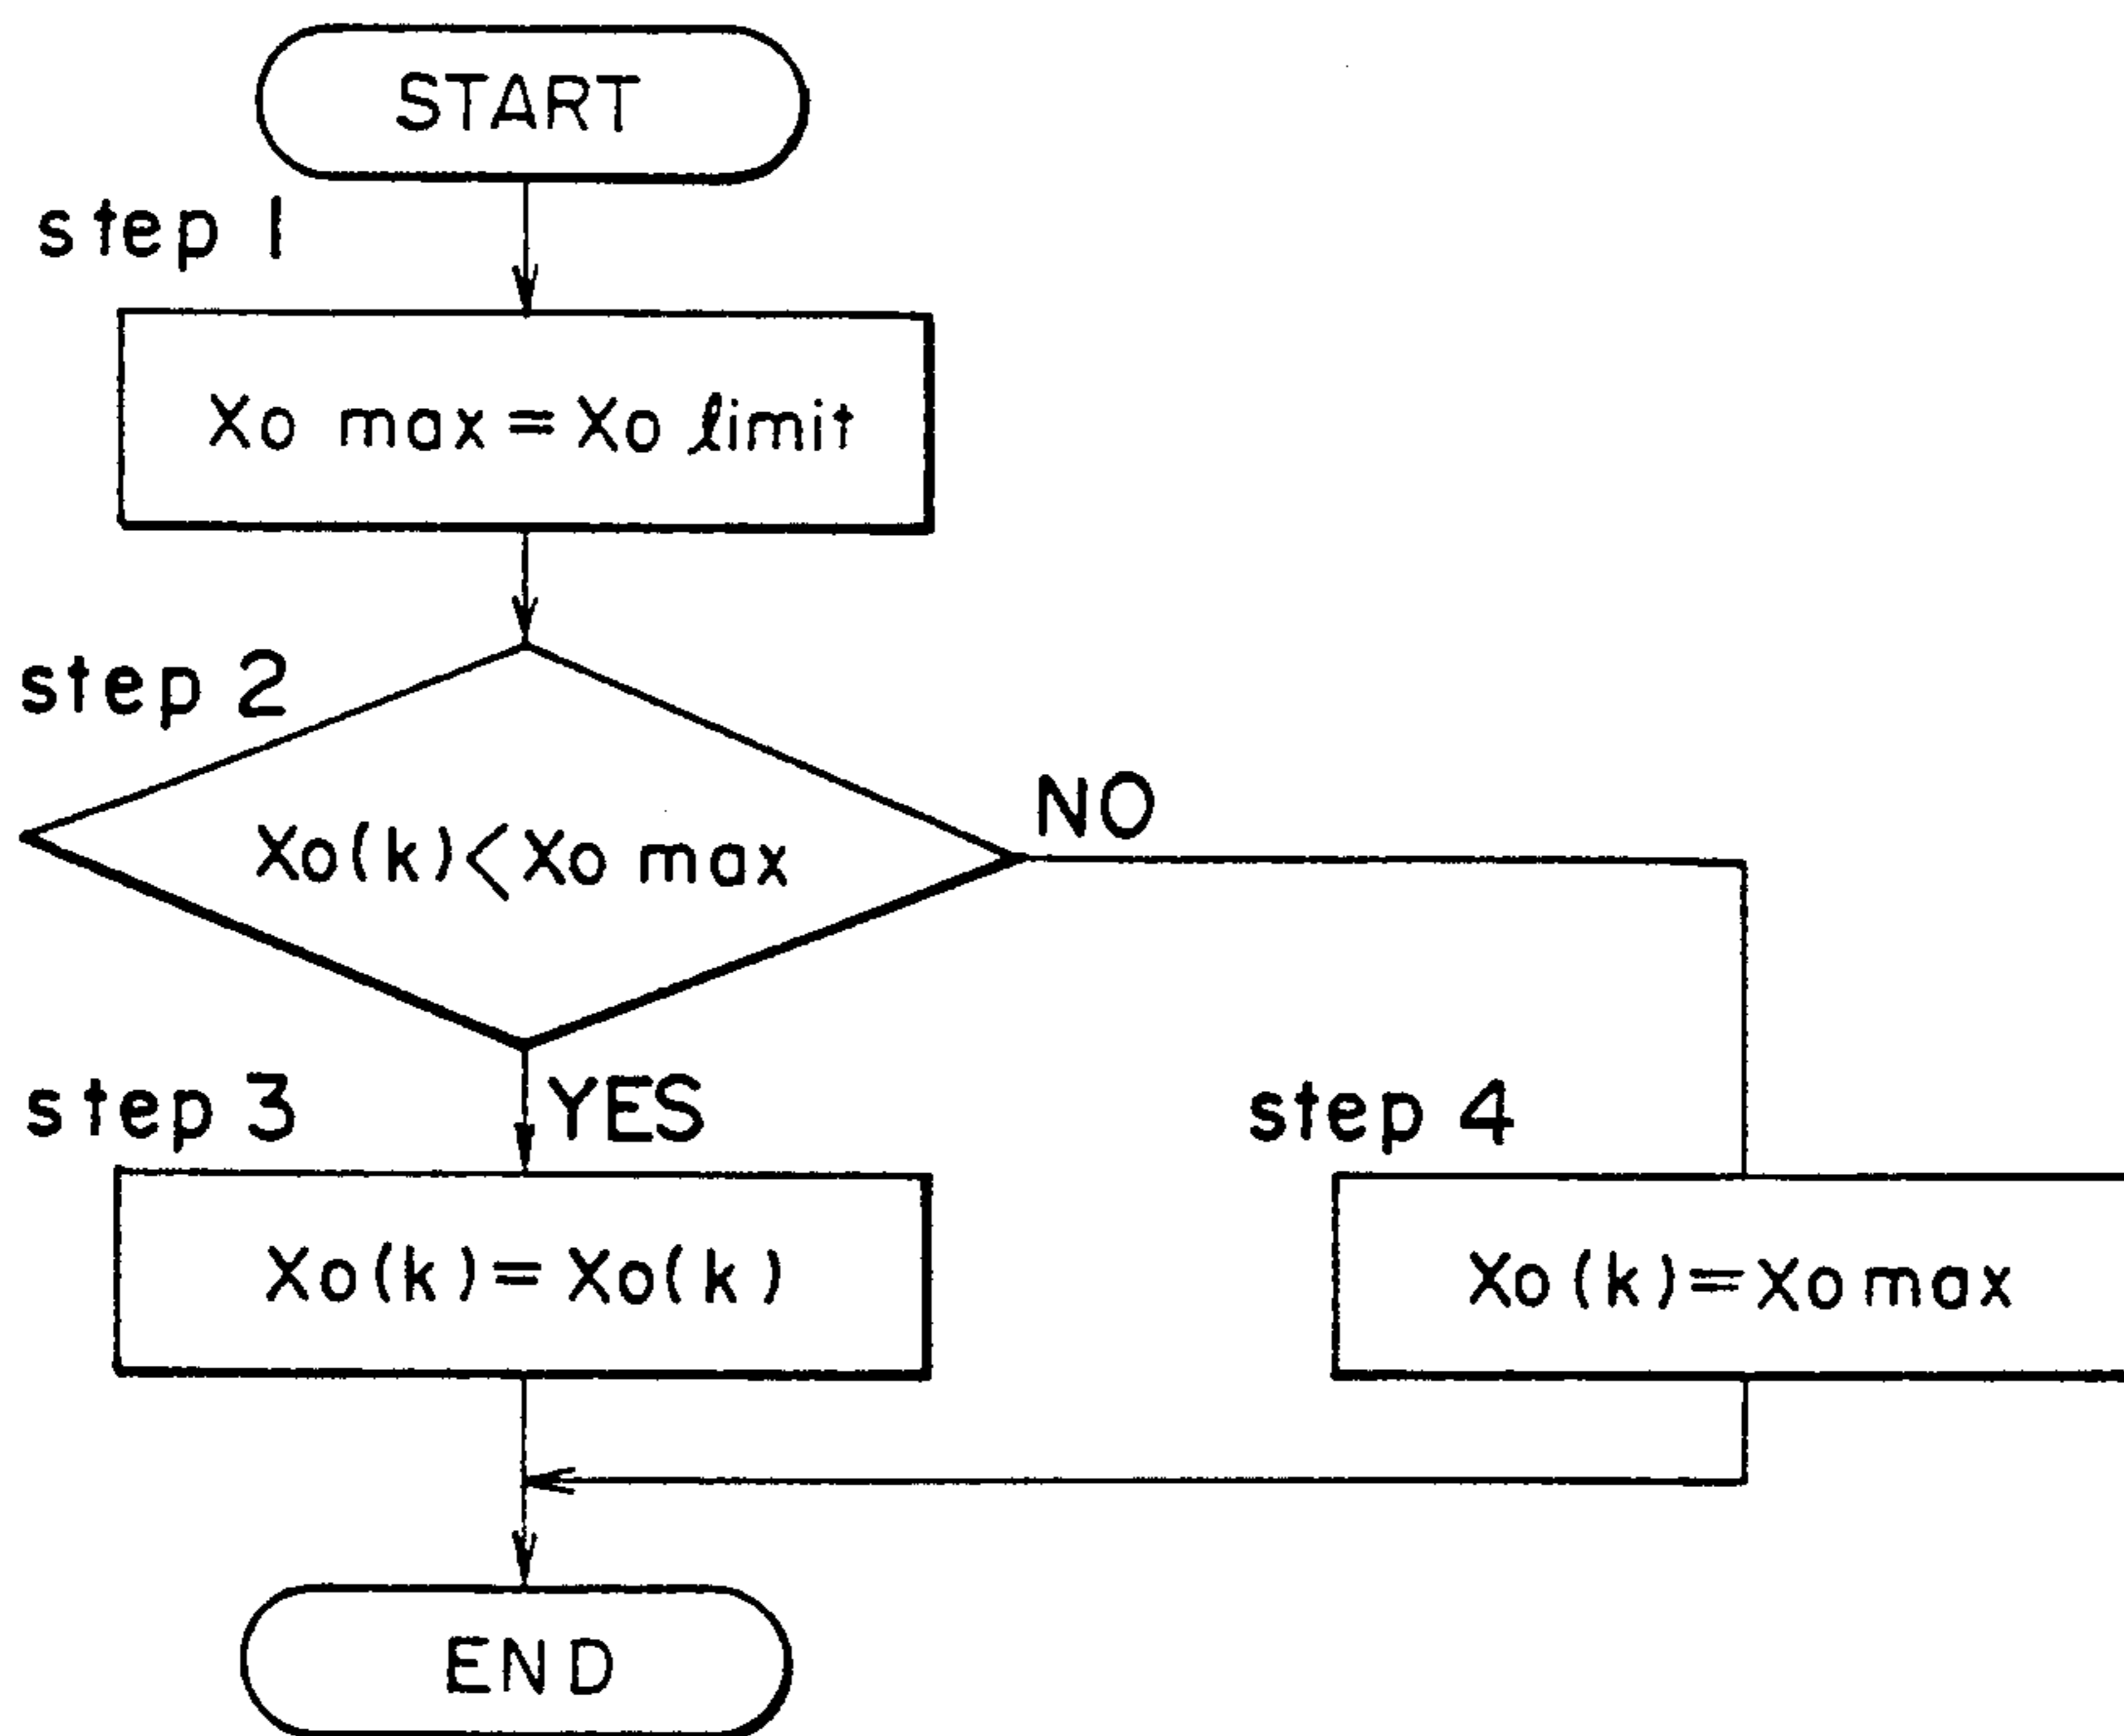 START
step 1
Xo max=Xo limit
step 2
Xo(k)<Xo max
NO
step 3
YES
step 4
Xo(k)=Xo(k)
Xo(k)=Xo max
END